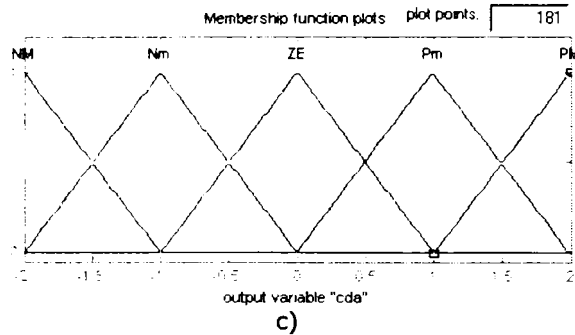 Membership function plots plot points. 181
NM Nm ZE Pm
-2 -1.5 -1 -0.5 0 0.5 1 1.5 2
output variable "cda"
c)